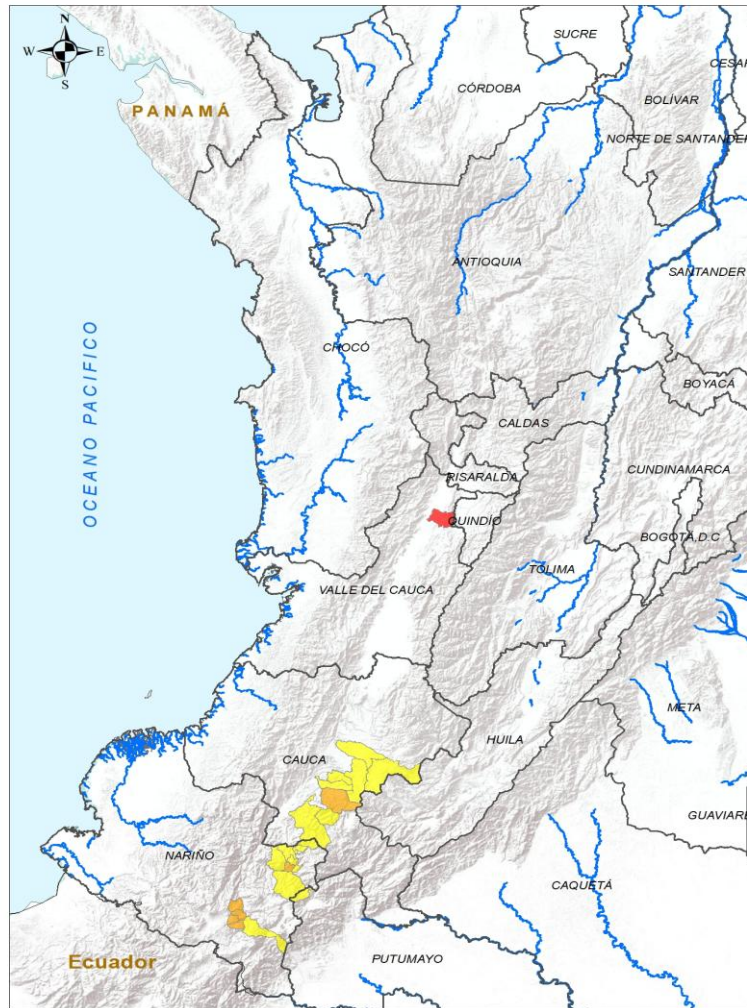 N
W E
S
SUCRE
CESAR
CÓRDOBA
BOLÍVAR
PANAMÁ
NORTE DE SANTANDER
ANTIOQUIA
SANTANDER
OCEANO PACIFICO
CHOCÓ
BOYACÁ
CALDAS
CUNDINAMARCA
RISARALDA
QUINDÍO
BOGOTÁ,D.C
TOLIMA
VALLE DEL CAUCA
META
HUILA
CAUCA
GUAVIARE
NARIÑO
CAQUETÁ
Ecuador
PUTUMAYO